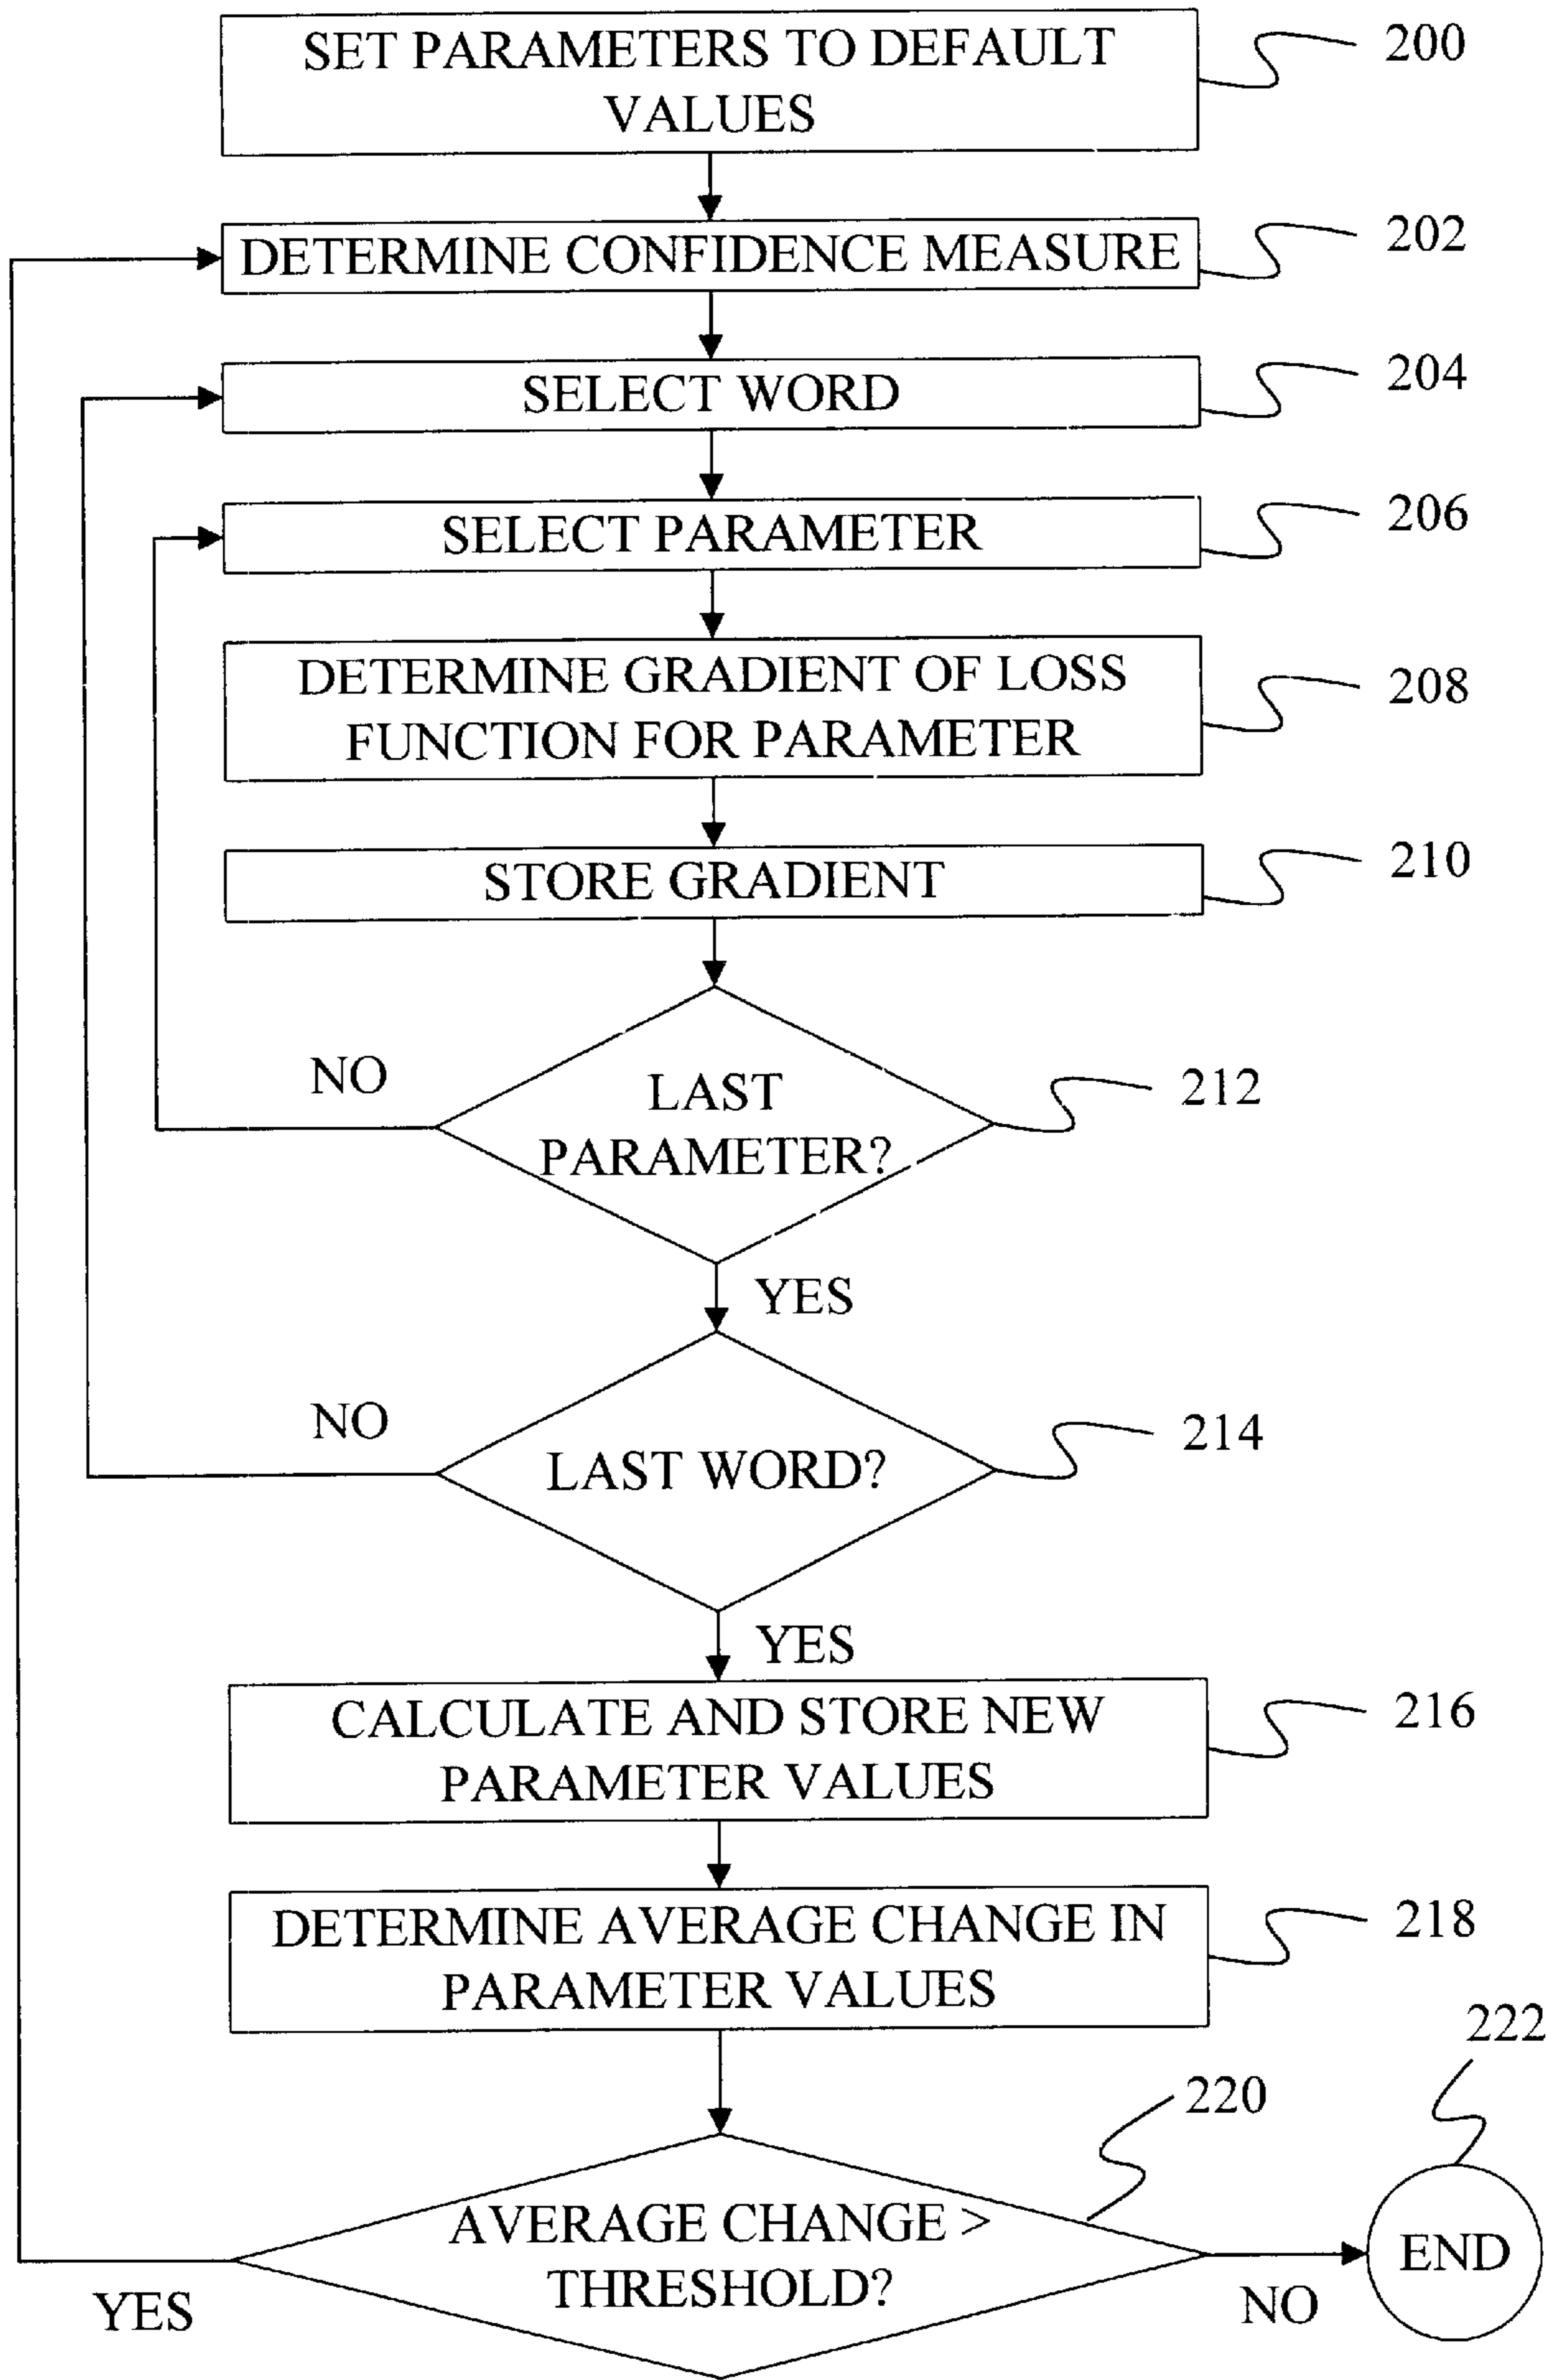 SET PARAMETERS TO DEFAULT
VALUES
200
DETERMINE CONFIDENCE MEASURE
202
SELECT WORD
204
SELECT PARAMETER
206
DETERMINE GRADIENT OF LOSS
FUNCTION FOR PARAMETER
208
STORE GRADIENT
210
NO
LAST
PARAMETER?
212
YES
NO
LAST WORD?
214
YES
CALCULATE AND STORE NEW
PARAMETER VALUES
216
DETERMINE AVERAGE CHANGE IN
PARAMETER VALUES
218
222
220
AVERAGE CHANGE >
THRESHOLD?
END
YES
NO